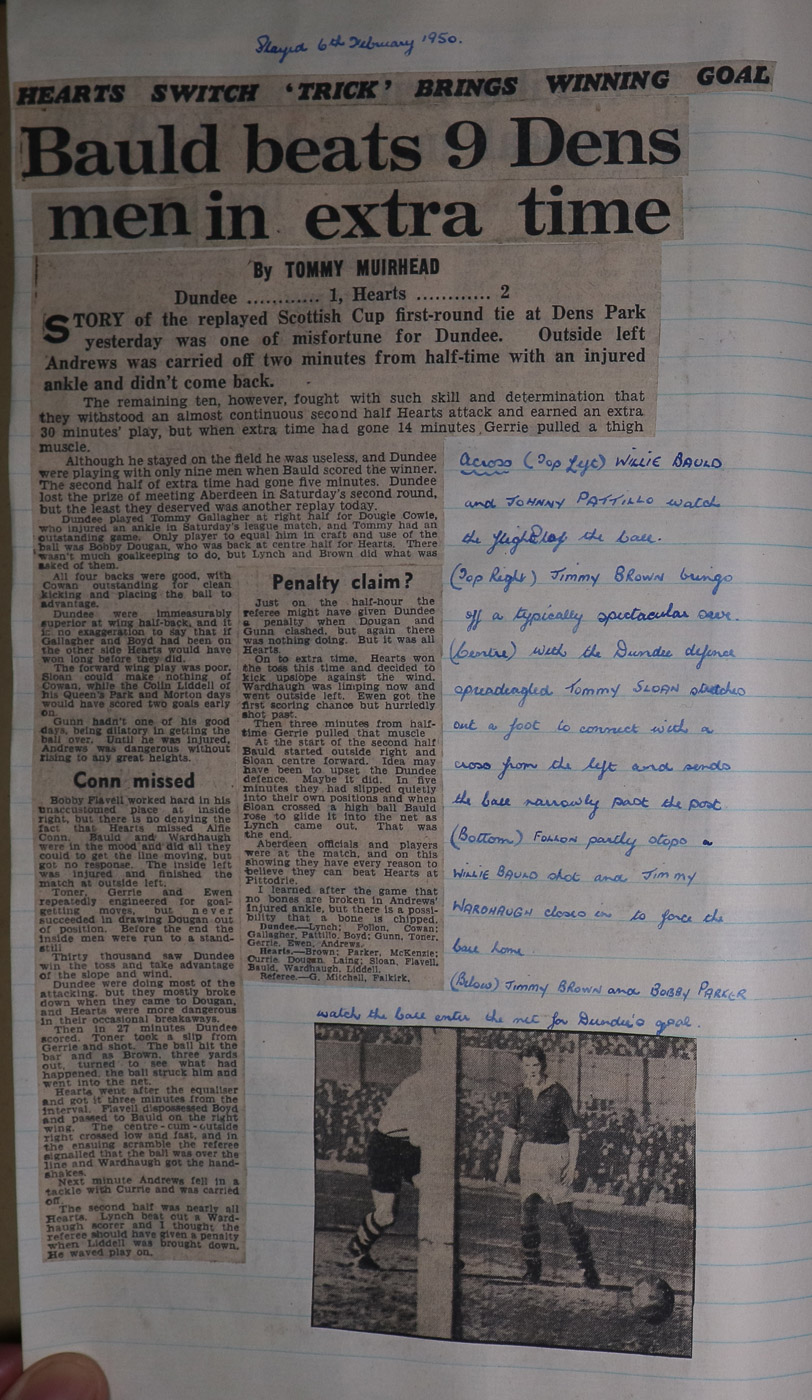 Played 6th February 1950.
HEARTS SWITCH 'TRICK' BRINGS WINNING GOAL
Bauld beats 9 Dens
men in extra time
By TOMMY MUIRHEAD
Dundee ............ 1, Hearts ............ 2
STORY of the replayed Scottish Cup first-round tie at Dens Park
yesterday was one of misfortune for Dundee. Outside left
Andrews was carried off two minutes from half-time with an injured
ankle and didn't come back.
The remaining ten, however, fought with such skill and determination that
they withstood an almost continuous second half Hearts attack and earned an extra
30 minutes' play, but when extra time had gone 14 minutes Gerrie pulled a thigh
muscle.
Although he stayed on the field he was useless, and Dundee
were playing with only nine men when Bauld scored the winner.
The second half of extra time had gone five minutes. Dundee
lost the prize of meeting Aberdeen in Saturday's second round,
but the least they deserved was another replay today.
Dundee played Tommy Gallagher at right half for Dougie Cowie,
who injured an ankle in Saturday's league match, and Tommy had an
outstanding game. Only player to equal him in craft and use of the
ball was Bobby Dougan, who was back at centre half for Hearts. There
wasn't much goalkeeping to do, but Lynch and Brown did what was
asked of them.
All four backs were good, with
Cowan outstanding for clean
kicking and placing the ball to
advantage.
Dundee were immeasurably
superior at wing half-back, and it
is no exaggeration to say that if
Gallagher and Boyd had been on
the other side Hearts would have
won long before they did.
The forward wing play was poor.
Sloan could make nothing of
Cowan, while the Colin Liddell of
his Queen's Park and Morton days
would have scored two goals early
on.
Gunn hadn't one of his good
days, being dilatory in getting the
ball over. Until he was injured,
Andrews was dangerous without
rising to any great heights.
Conn missed
Bobby Flavell worked hard in his
unaccustomed place at inside
right, but there is no denying the
fact that Hearts missed Alfie
Conn. Bauld and Wardhaugh
were in the mood and did all they
could to get the line moving, but
got no response. The inside left
was injured and finished the
match at outside left.
Toner, Gerrie and Ewen
repeatedly engineered for goal-
getting moves, but never
succeeded in drawing Dougan out
of position. Before the end the
inside men were run to a stand-
still
Thirty thousand saw Dundee
win the toss and take advantage
of the slope and wind.
Dundee were doing most of the
attacking, but they mostly broke
down when they came to Dougan,
and Hearts were more dangerous
in their occasional breakaways.
Then in 27 minutes Dundee
scored. Toner took a slip from
Gerrie and shot. The ball hit the
bar and as Brown, three yards
out, turned to see what had
happened, the ball struck him and
went into the net.
Hearts went after the equaliser
and got it three minutes from the
interval. Flavell dispossessed Boyd
and passed to Bauld on the right
wing. The centre-cum-outside
right crossed low and fast, and in
the ensuing scramble the referee
signalled that the ball was over the
line and Wardhaugh got the hand-
shakes.
Next minute Andrews fell in a
tackle with Currie and was carried
off.
The second half was nearly all
Hearts. Lynch beat out a Ward-
haugh scorer and I thought the
referee should have given a penalty
when Liddell was brought down.
He waved play on.
Penalty claim?
Just on the half-hour the
referee might have given Dundee
a penalty when Dougan and
Gunn clashed, but again there
was nothing doing. But it was all
Hearts.
On to extra time. Hearts won
the toss this time and decided to
kick upslope against the wind.
Wardhaugh was limping now and
went outside left. Even got the
first scoring chance but hurriedly
shot past.
Then three minutes from half-
time Gerrie pulled that muscle
At the start of the second half
Bauld started outside right and
Sloan centre forward. Idea may
have been to upset the Dundee
defence. Maybe it did. In five
minutes they had slipped quietly
into their own positions and when
Sloan crossed a high ball Bauld
rose to glide it into the net as
Lynch came out. That was
the end.
Aberdeen officials and players
were at the match, and on this
showing they have every reason to
believe they can beat Hearts at
Pittodrie.
I learned after the game that
no bones are broken in Andrews'
injured ankle, but there is a possi-
bility that a bone is chipped.
Dundee.—Lynch; Follon, Cowan;
Gallagher, Pattillo, Boyd; Gunn, Toner,
Gerrie, Ewen, Andrews.
Hearts.—Brown; Parker, McKenzie;
Currie, Dougan, Laing; Sloan, Flavell,
Bauld, Wardhaugh, Liddell.
Referee.—G. Mitchell, Falkirk.
Across (Top Left) WILLIE BAULD
and JOHNNY PATTILLO watch
the flight of the ball.
(Top Right) JIMMY BROWN brings
off a typically spectacular save.
(Centre) With the Dundee defence
spreadeagled Tommy SLOAN stretches
out a foot to connect with a
cross from the left and sends
the ball narrowly past the post.
(Bottom) FOLLON partly stops a
WILLIE BAULD shot and Jimmy
WARDHAUGH closes in to force the
ball home.
(Below) Jimmy BROWN and BOBBY PARKER
watch the ball enter the net for Dundee's goal.